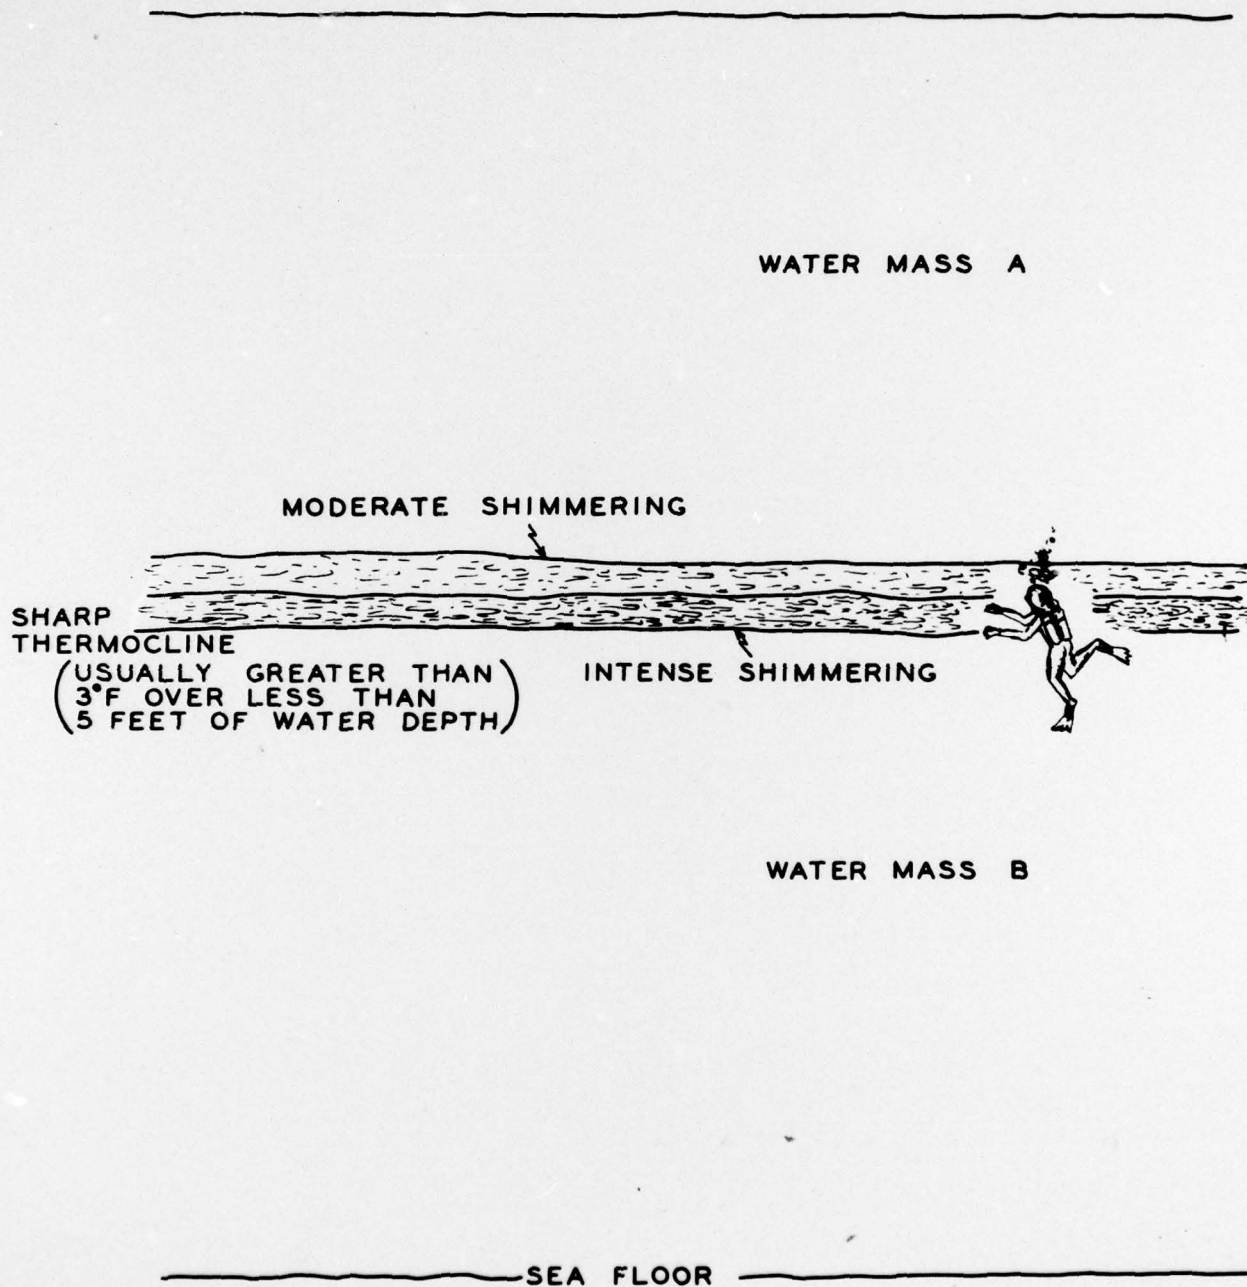 WATER MASS A
MODERATE SHIMMERING
SHARP
THERMOCLINE
(USUALLY GREATER THAN
3°F OVER LESS THAN
5 FEET OF WATER DEPTH)
INTENSE SHIMMERING
WATER MASS B
SEA FLOOR